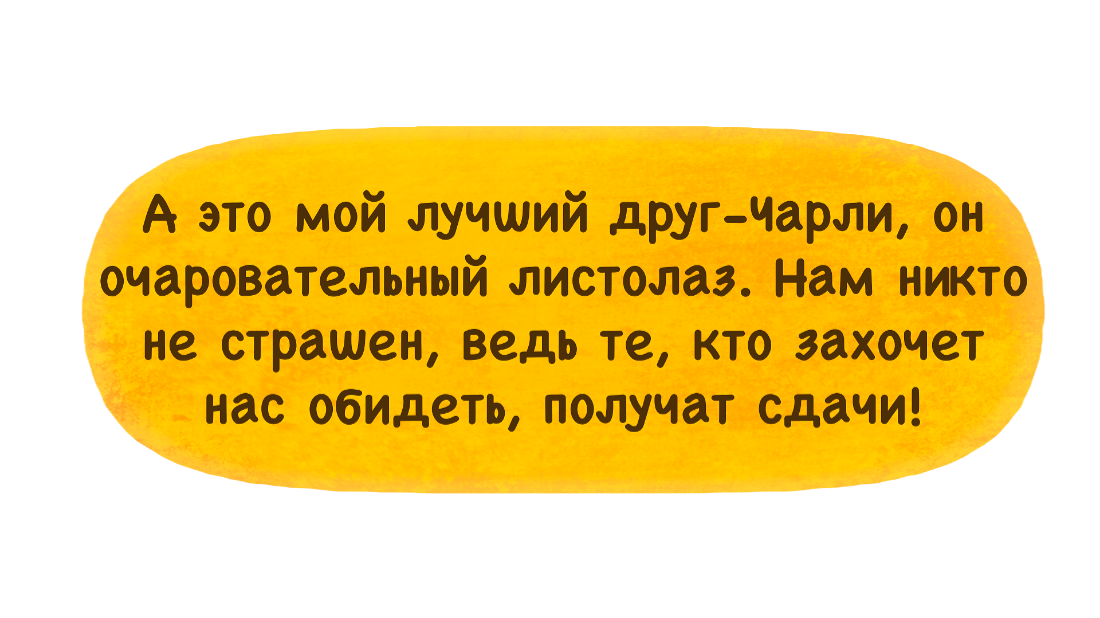 А это мой лучший друг-Чарли, он
очаровательный листолаз. Нам никто
не страшен, ведь те, кто захочет
нас обидеть, получат сдачи!